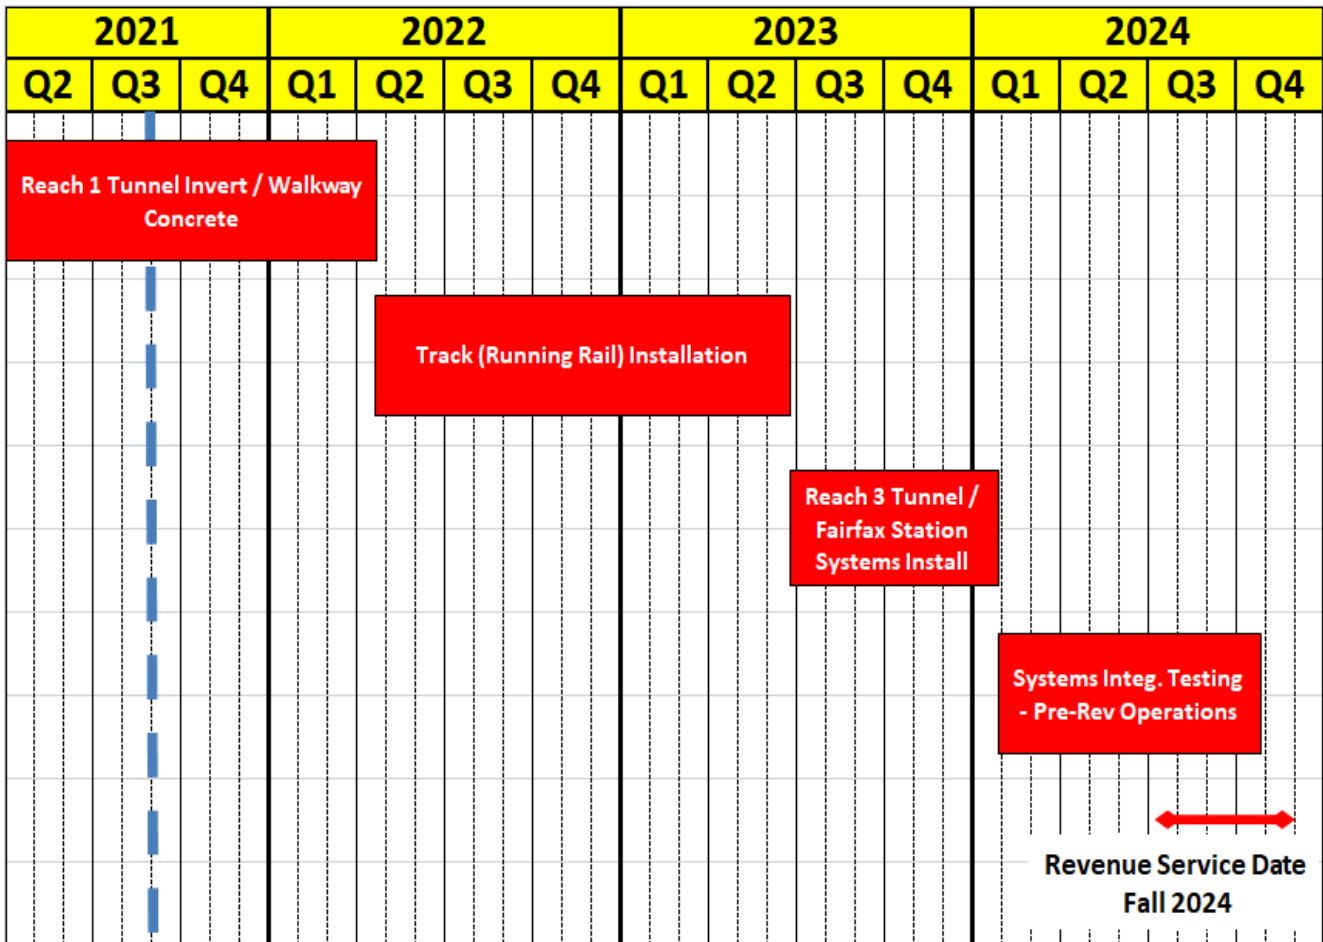 2021 2022 2023 2024
Q2 Q3 Q4 Q1 Q2 Q3 Q4 Q1 Q2 Q3 Q4 Q1 Q2 Q3 Q4
Reach 1 Tunnel Invert / Walkway
Concrete
Track (Running Rail) Installation
Reach 3 Tunnel /
Fairfax Station
Systems Install
Systems Integ. Testing
- Pre-Rev Operations
Revenue Service Date
Fall 2024